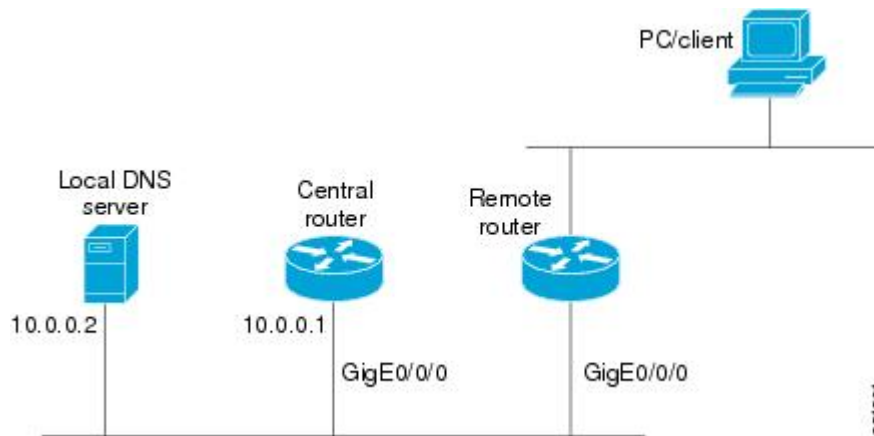 PC/client
Local DNS
server
Central
router
Remote
router
10.0.0.2
10.0.0.1
GigE0/0/0
GigE0/0/0